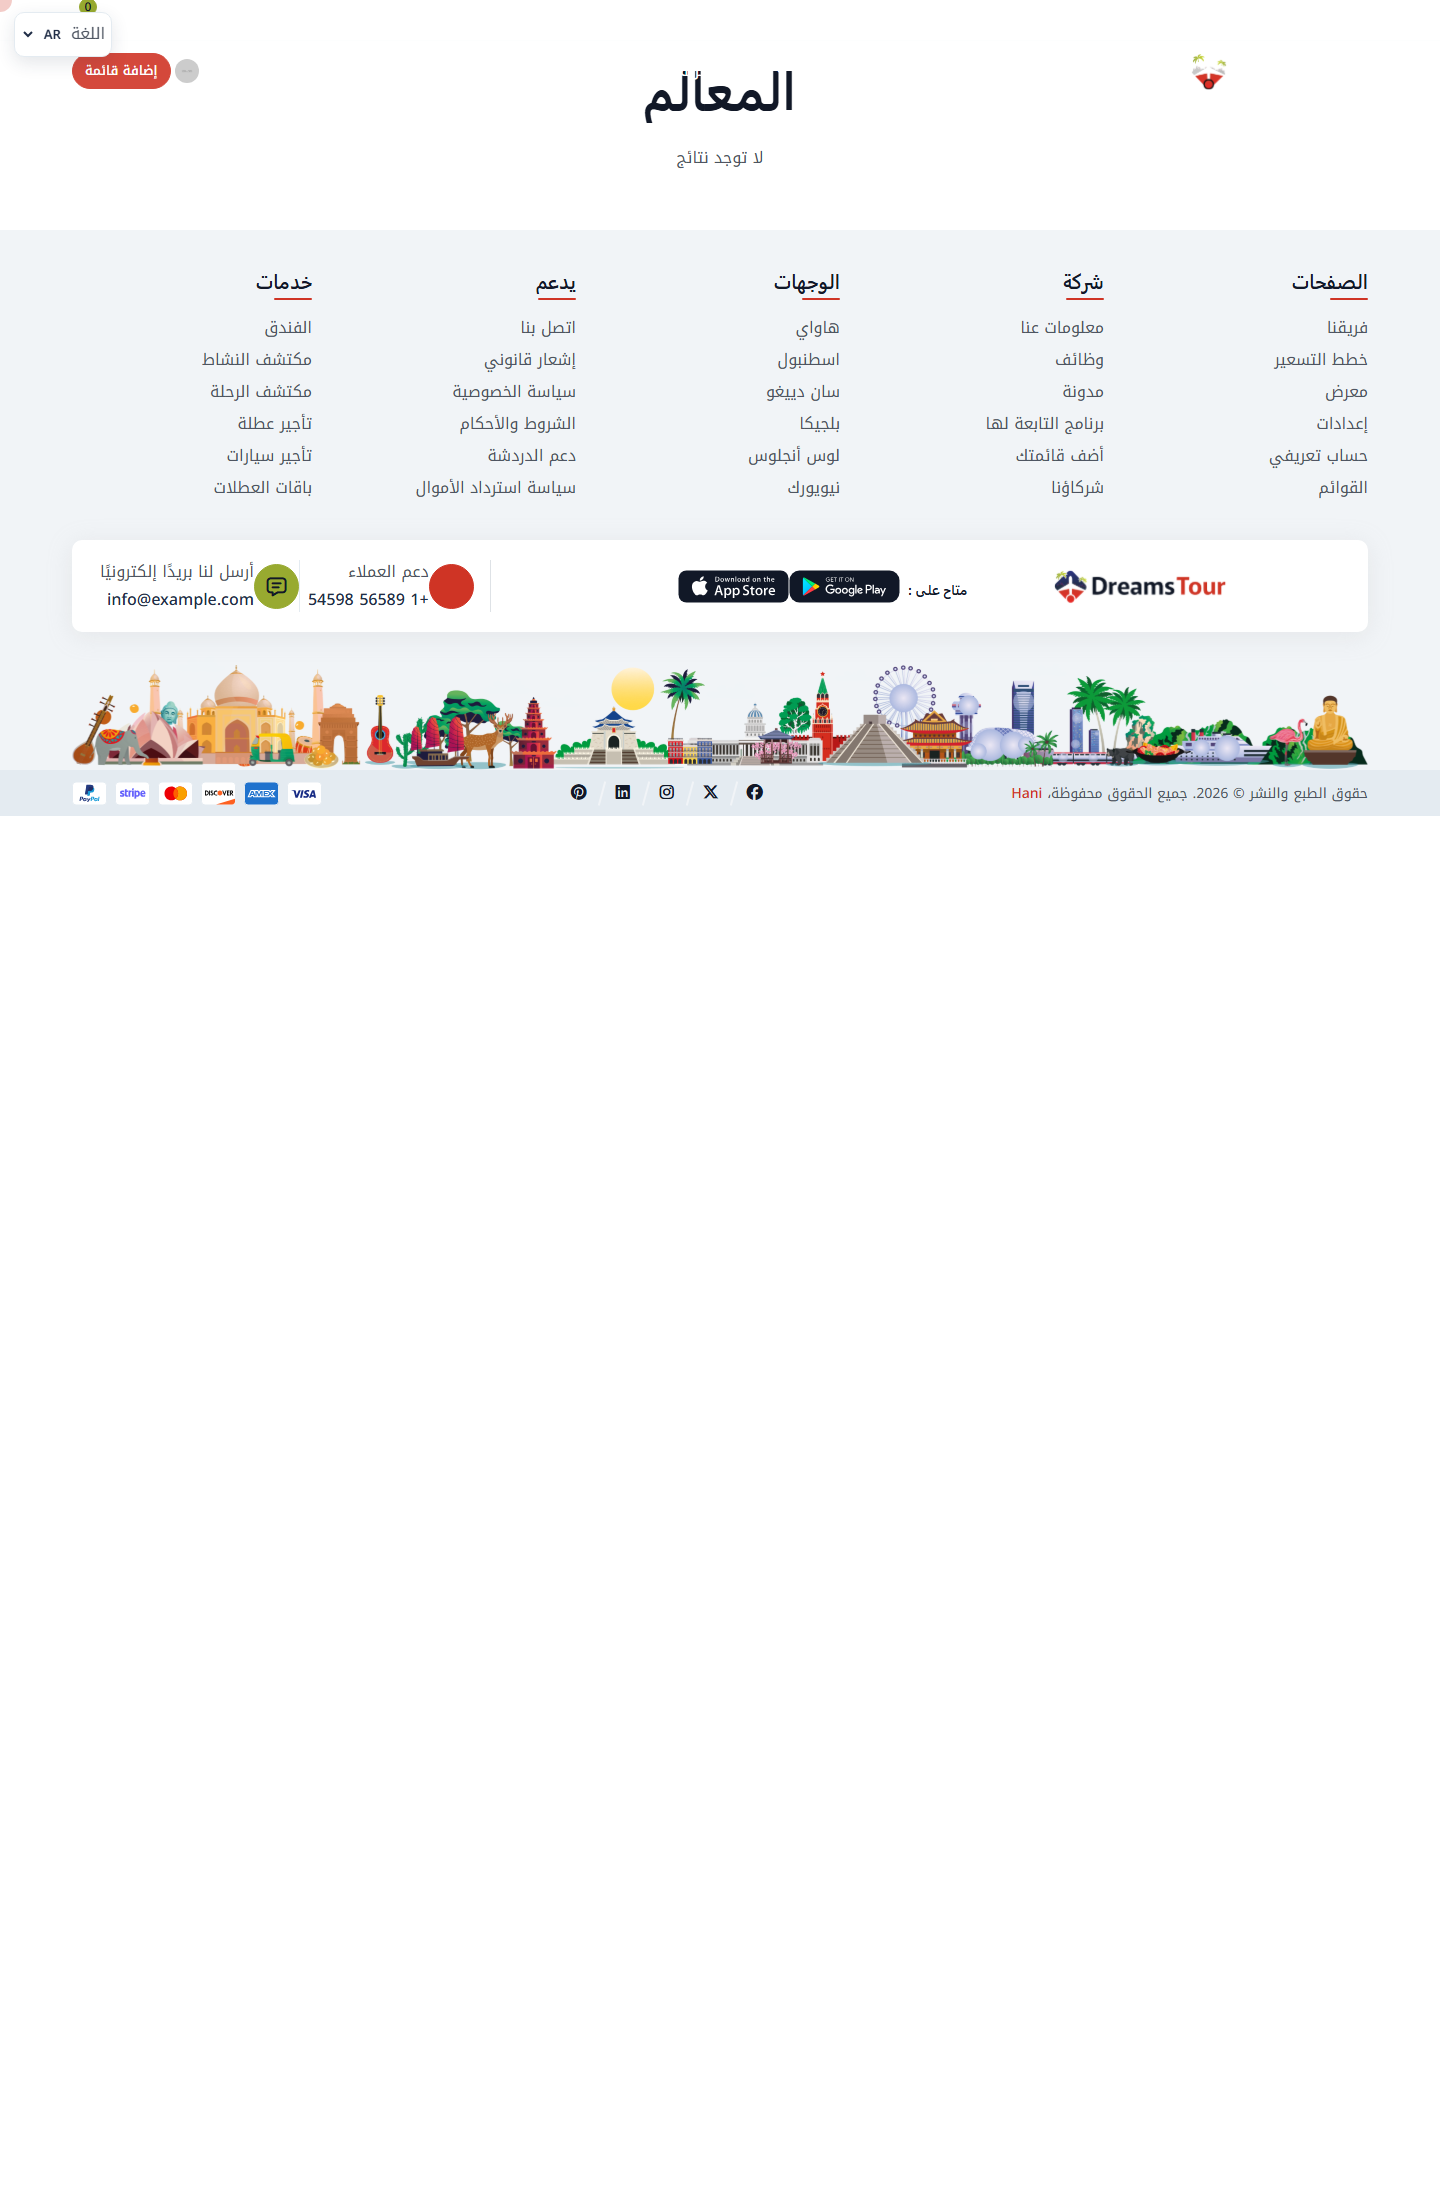 0
اللغة AR
إضافة قائمة
المعالم
لا توجد نتائج
الصفحات
فريقنا
خطط التسعير
معرض
إعدادات
حساب تعريفي
القوائم
شركة
معلومات عنا
وظائف
مدونة
برنامج التابعة لها
أضف قائمتك
شركاؤنا
الوجهات
هاواي
اسطنبول
سان دييغو
بلجيكا
لوس أنجلوس
نيويورك
يدعم
اتصل بنا
إشعار قانوني
سياسة الخصوصية
الشروط والأحكام
دعم الدردشة
سياسة استرداد الأموال
خدمات
الفندق
مكتشف النشاط
مكتشف الرحلة
تأجير عطلة
تأجير سيارات
باقات العطلات
DreamsTour
متاح على :
GET IT ON
Google Play
Download on the
App Store
دعم العملاء
+1 56589 54598
أرسل لنا بريدًا إلكترونيًا
info@example.com
حقوق الطبع والنشر © 2026. جميع الحقوق محفوظة، Hani
VISA
AMEX
DISCOVER
stripe
PayPal